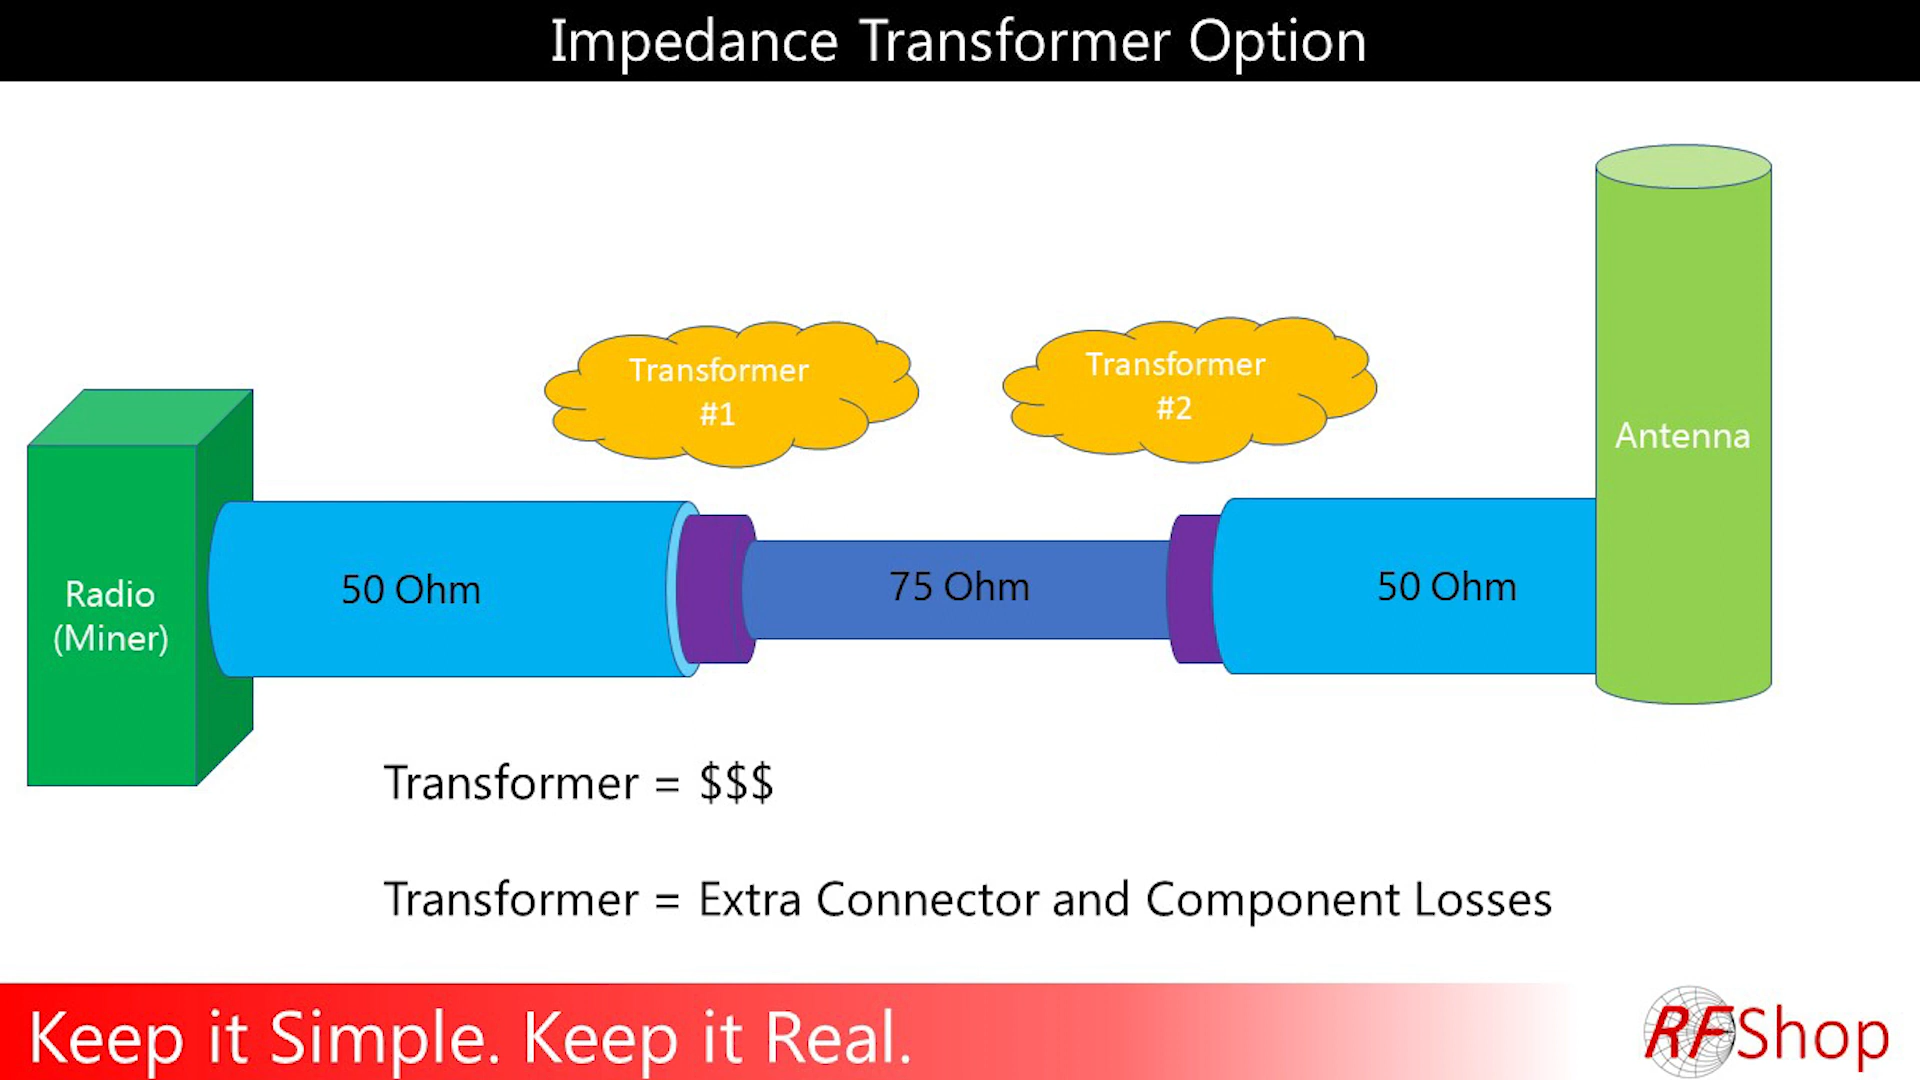 Impedance Transformer Option
Transformer
#1
Transformer
#2
Antenna
Radio
(Miner)
50 Ohm
75 Ohm
50 Ohm
Transformer = $$$
Transformer = Extra Connector and Component Losses
Keep it Simple. Keep it Real.
RFShop